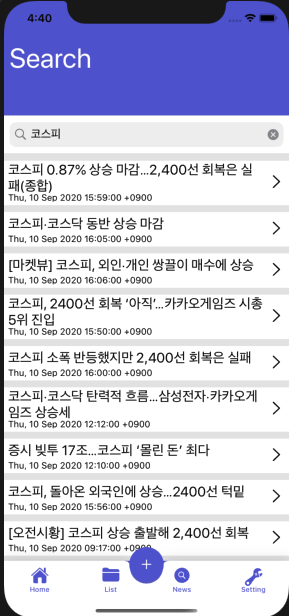 4:40
Search
코스피
코스피 0.87% 상승 마감...2,400선 회복은 실
패(종합)
Thu, 10 Sep 2020 15:59:00 +0900
코스피·코스닥 동반 상승 마감
Thu, 10 Sep 2020 16:05:00 +0900
[마켓뷰] 코스피, 외인·개인 쌍끌이 매수에 상승
Thu, 10 Sep 2020 16:06:00 +0900
코스피, 2400선 회복 ‘아직’...카카오게임즈 시총
5위 진입
Thu, 10 Sep 2020 15:50:00 +0900
코스피 소폭 반등했지만 2,400선 회복은 실패
Thu, 10 Sep 2020 16:00:00 +0900
코스피·코스닥 탄력적 흐름...삼성전자·카카오게
임즈 상승세
Thu, 10 Sep 2020 12:12:00 +0900
증시 빚투 17조...코스피 ‘몰린 돈’ 최다
Thu, 10 Sep 2020 12:10:00 +0900
코스피, 돌아온 외국인에 상승...2400선 턱밑
Thu, 10 Sep 2020 15:56:00 +0900
[오전시황] 코스피 상승 출발해 2,400선 회복
Thu, 10 Sep 2020 09:17:00 +0900
Home
List
News
Setting